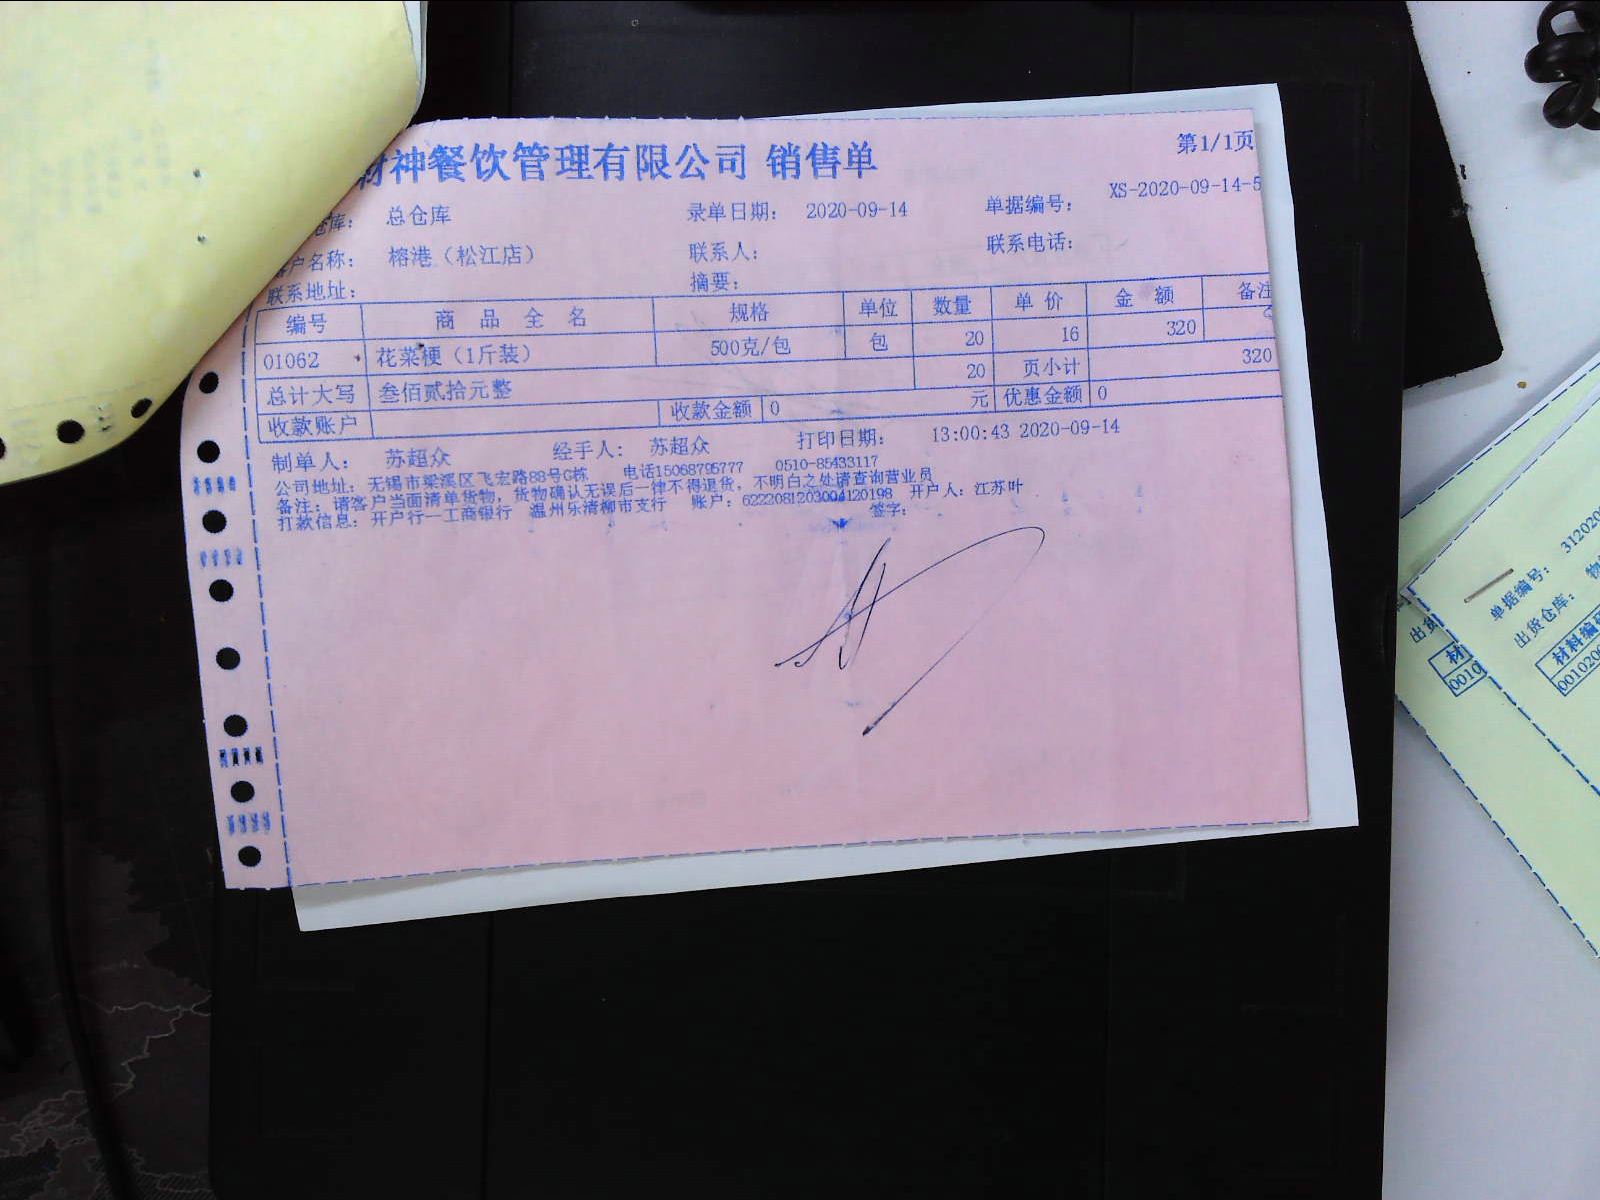 财神餐饮管理有限公司 销售单
第1/1页
仓库： 总仓库 录单日期： 2020-09-14 单据编号： XS-2020-09-14-5
客户名称： 榕港（松江店） 联系人： 联系电话：
联系地址： 摘要：
编号 商 品 全 名 规格 单位 数量 单 价 金 额 备注
01062 花菜梗（1斤装） 500克/包 包 20 16 320
总计大写 叁佰贰拾元整 20 页小计 320
收款账户 收款金额 0 元 优惠金额 0
制单人： 苏超众 经手人： 苏超众 打印日期： 13:00:43 2020-09-14
公司地址：无锡市梁溪区飞宏路88号G栋 电话15068795777 0510-85433117
备注：请客户当面清单货物，货物确认无误后一律不得退货，不明白之处请查询营业员
打款信息：开户行一工商银行 温州乐清柳市支行 账户：6222081203004120198 开户人：江苏叶
签字：
单据编号： 312020
出货仓库： 物
材料编码
001020
出货
材
0010